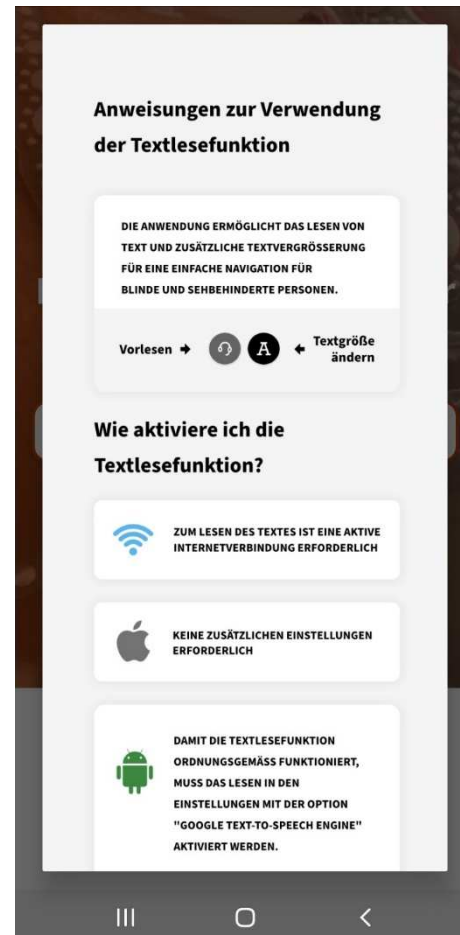 Anweisungen zur Verwendung
der Textlesefunktion
DIE ANWENDUNG ERMÖGLICHT DAS LESEN VON
TEXT UND ZUSÄTZLICHE TEXTVERGRÖSSERUNG
FÜR EINE EINFACHE NAVIGATION FÜR
BLINDE UND SEHBEHINDERTE PERSONEN.
Vorlesen → A ← Textgröße
ändern
Wie aktiviere ich die
Textlesefunktion?
ZUM LESEN DES TEXTES IST EINE AKTIVE
INTERNETVERBINDUNG ERFORDERLICH
KEINE ZUSÄTZLICHEN EINSTELLUNGEN
ERFORDERLICH
DAMIT DIE TEXTLESEFUNKTION
ORDNUNGSGEMÄSS FUNKTIONIERT,
MUSS DAS LESEN IN DEN
EINSTELLUNGEN MIT DER OPTION
"GOOGLE TEXT-TO-SPEECH ENGINE"
AKTIVIERT WERDEN.